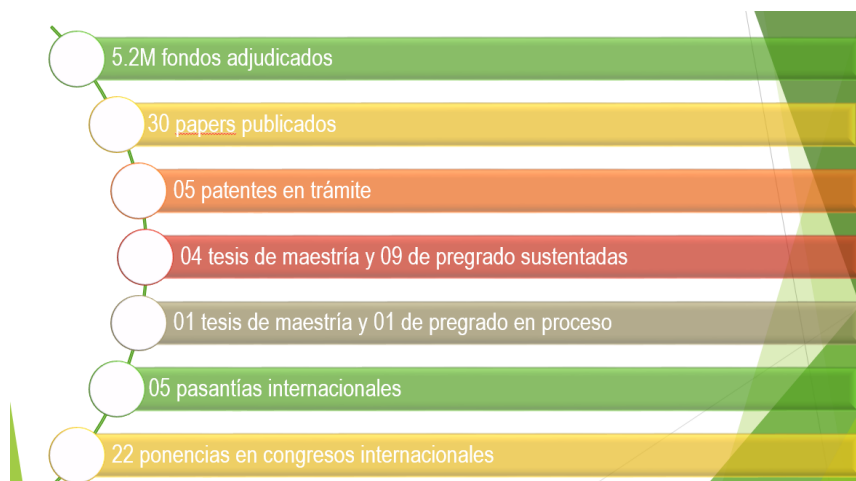 5.2M fondos adjudicados
30 papers publicados
05 patentes en trámite
04 tesis de maestría y 09 de pregrado sustentadas
01 tesis de maestría y 01 de pregrado en proceso
05 pasantías internacionales
22 ponencias en congresos internacionales